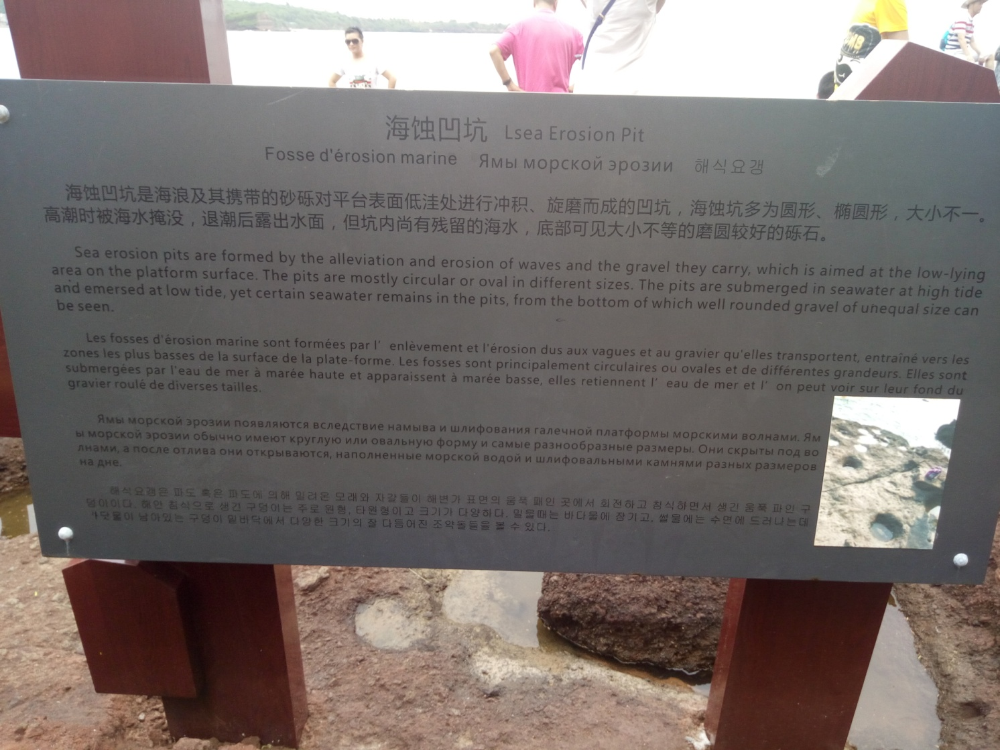 海蚀凹坑 Lsea Erosion Pit
Fosse d'érosion marine Ямы морской эрозии 해식요갱
海蚀凹坑是海浪及其携带的砂砾对平台表面低洼处进行冲积、旋磨而成的凹坑，海蚀坑多为圆形、椭圆形，大小不一。
高潮时被海水掩没，退潮后露出水面，但坑内尚有残留的海水，底部可见大小不等的磨圆较好的砾石。
Sea erosion pits are formed by the alleviation and erosion of waves and the gravel they carry, which is aimed at the low-lying
area on the platform surface. The pits are mostly circular or oval in different sizes. The pits are submerged in seawater at high tide
and emersed at low tide, yet certain seawater remains in the pits, from the bottom of which well rounded gravel of unequal size can
be seen.
Les fosses d'érosion marine sont formées par l’ enlèvement et l'érosion dus aux vagues et au gravier qu'elles transportent, entraîné vers les
zones les plus basses de la surface de la plate-forme. Les fosses sont principalement circulaires ou ovales et de différentes grandeurs. Elles sont
submergées par l'eau de mer à marée haute et apparaissent à marée basse, elles retiennent l’ eau de mer et l’ on peut voir sur leur fond du
gravier roulé de diverses tailles.
Ямы морской эрозии появляются вследствие намыва и шлифования галечной платформы морскими волнами. Ям
ы морской эрозии обычно имеют круглую или овальную форму и самые разнообразные размеры. Они скрыты под во
лнами, а после отлива они открываются, наполненные морской водой и шлифовальными камнями разных размеров
на дне.
해식요갱은 파도 혹은 파도에 의해 밀려온 모래와 자갈들이 해변가 표면의 움푹 패인 곳에서 회전하고 침식하면서 생긴 움푹 파인 구
덩이이다. 해안 침식으로 생긴 구덩이는 주로 원형, 타원형이고 크기가 다양하다. 밀물때는 바다물에 잠기고, 썰물에는 수면에 드러나는데
남아있는 구덩이 밑바닥에서 다양한 크기의 잘 다듬어진 조약돌들을 볼 수 있다.